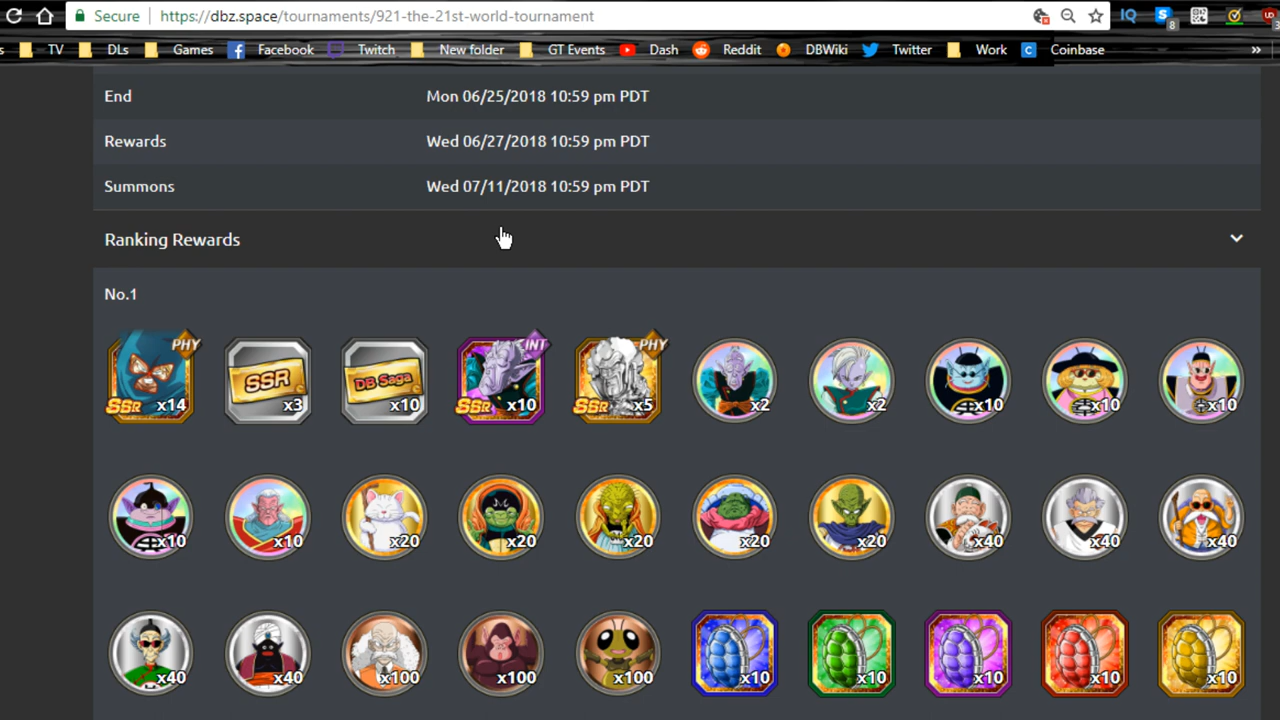 Secure https://dbz.space/tournaments/921-the-21st-world-tournament IQ 8
s TV DLs Games Facebook Twitch New folder GT Events Dash Reddit DBWiki Twitter Work C Coinbase »
End Mon 06/25/2018 10:59 pm PDT
Rewards Wed 06/27/2018 10:59 pm PDT
Summons Wed 07/11/2018 10:59 pm PDT
Ranking Rewards
No.1
PHY INT PHY
SSR DB Saga
SSR x14 x3 x10 SSR x10 SSR x5 x2 x2 x10 x10 x10
x10 x10 x20 x20 x20 x20 x20 x40 x40 x40
x40 x40 x100 x100 x100 x10 x10 x10 x10 x10